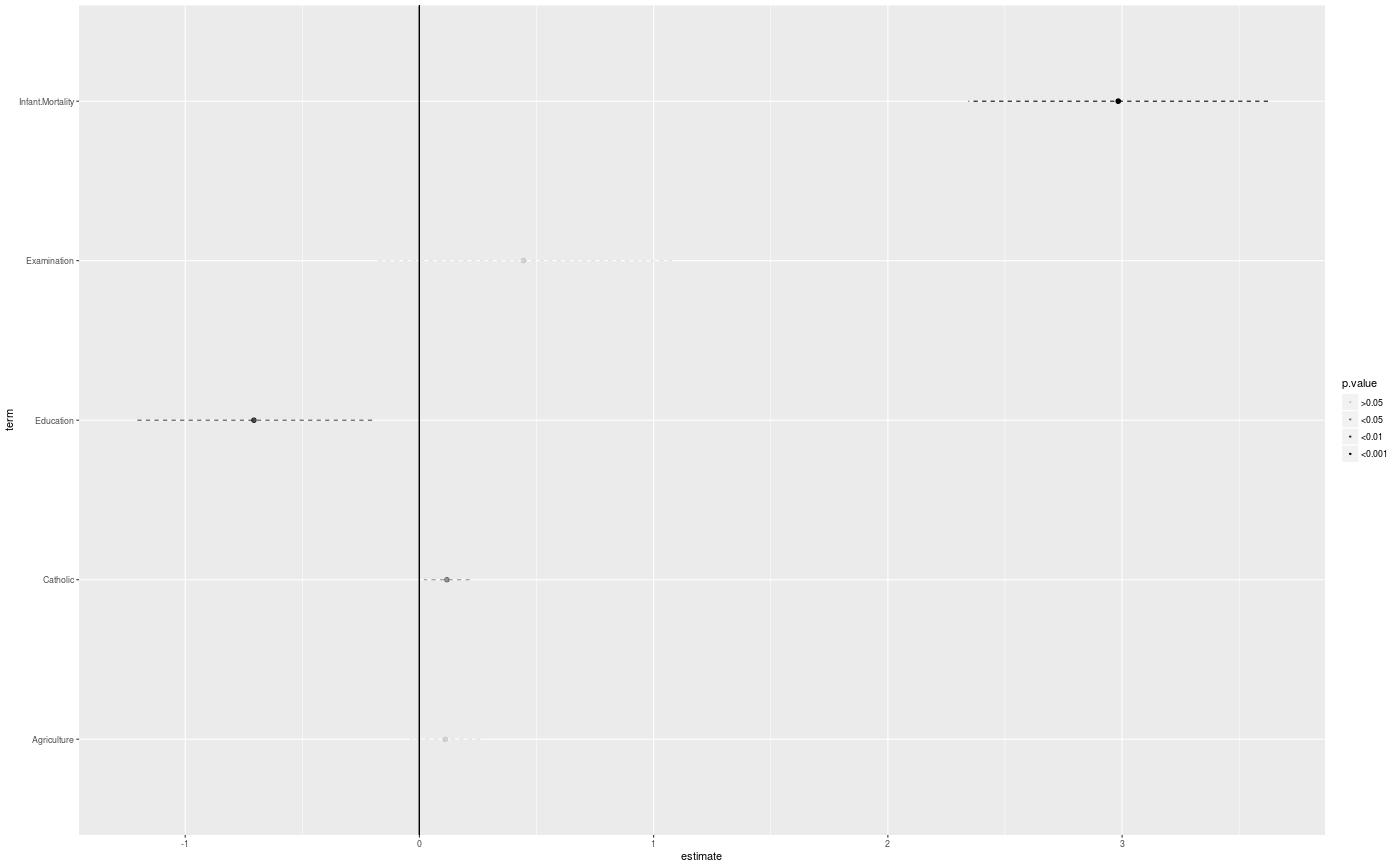 Infant.Mortality
Examination
Education
Catholic
Agriculture
term
-1
0
1
2
3
estimate
p.value
>0.05
<0.05
<0.01
<0.001